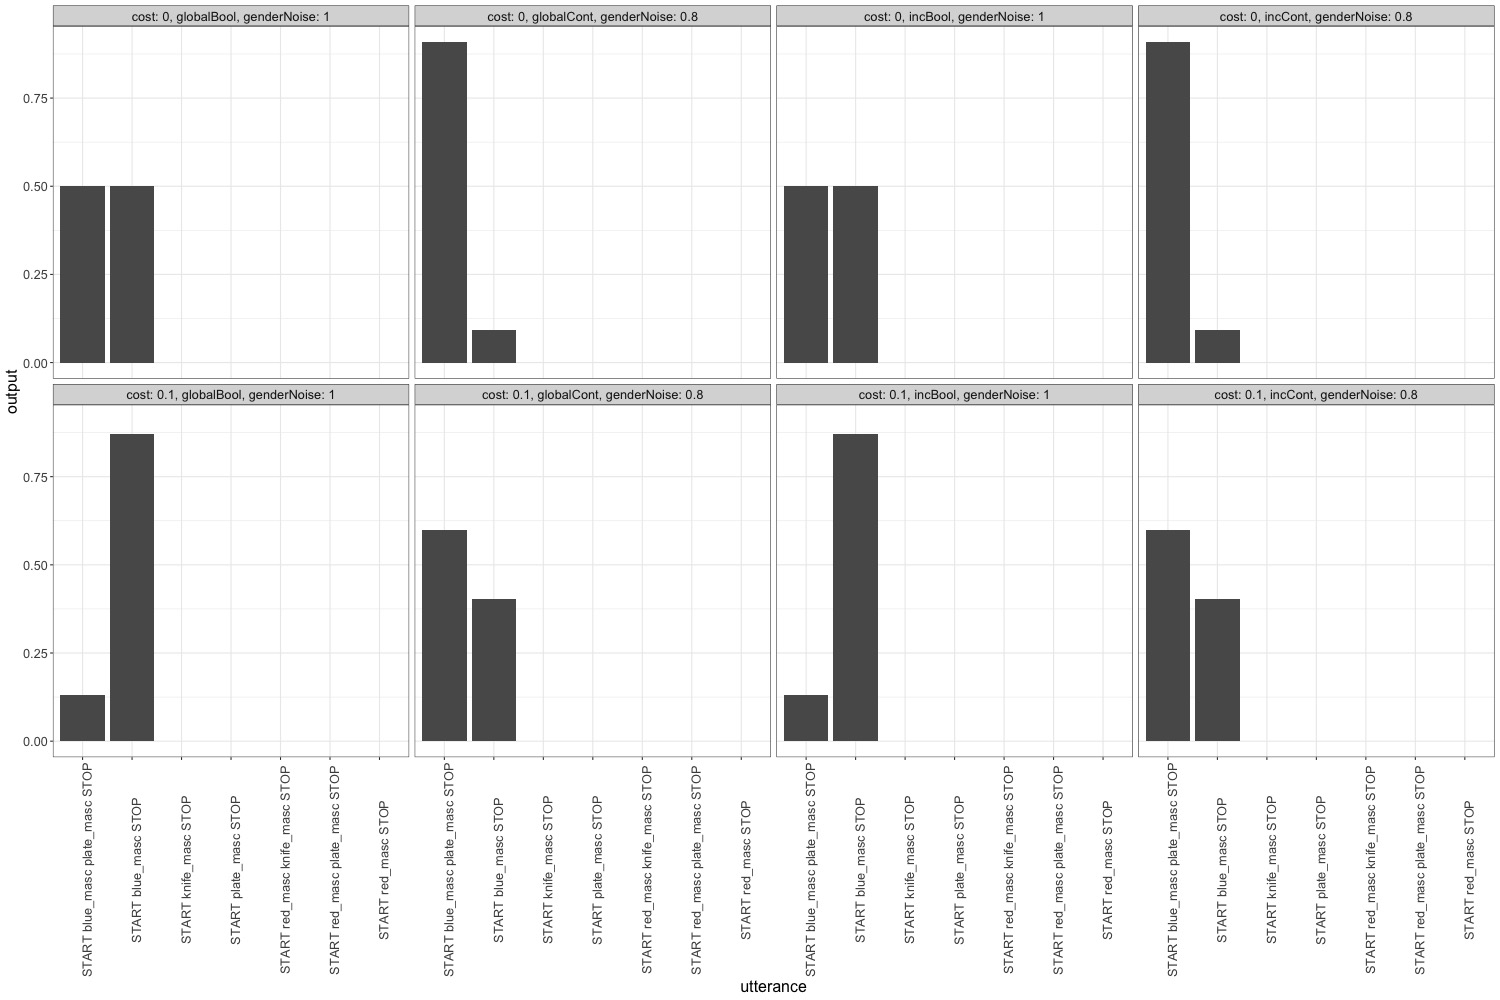 cost: 0, globalBool, genderNoise: 1
cost: 0, globalCont, genderNoise: 0.8
cost: 0, incBool, genderNoise: 1
cost: 0, incCont, genderNoise: 0.8
0.75
0.50
0.25
0.00
output
cost: 0.1, globalBool, genderNoise: 1
cost: 0.1, globalCont, genderNoise: 0.8
cost: 0.1, incBool, genderNoise: 1
cost: 0.1, incCont, genderNoise: 0.8
0.75
0.50
0.25
0.00
START blue_masc plate_masc STOP
START blue_masc STOP
START knife_masc STOP
START plate_masc STOP
START red_masc knife_masc STOP
START red_masc plate_masc STOP
START red_masc STOP
START blue_masc plate_masc STOP
START blue_masc STOP
START knife_masc STOP
START plate_masc STOP
START red_masc knife_masc STOP
START red_masc plate_masc STOP
START red_masc STOP
START blue_masc plate_masc STOP
START blue_masc STOP
START knife_masc STOP
START plate_masc STOP
START red_masc knife_masc STOP
START red_masc plate_masc STOP
START red_masc STOP
START blue_masc plate_masc STOP
START blue_masc STOP
START knife_masc STOP
START plate_masc STOP
START red_masc knife_masc STOP
START red_masc plate_masc STOP
START red_masc STOP
utterance